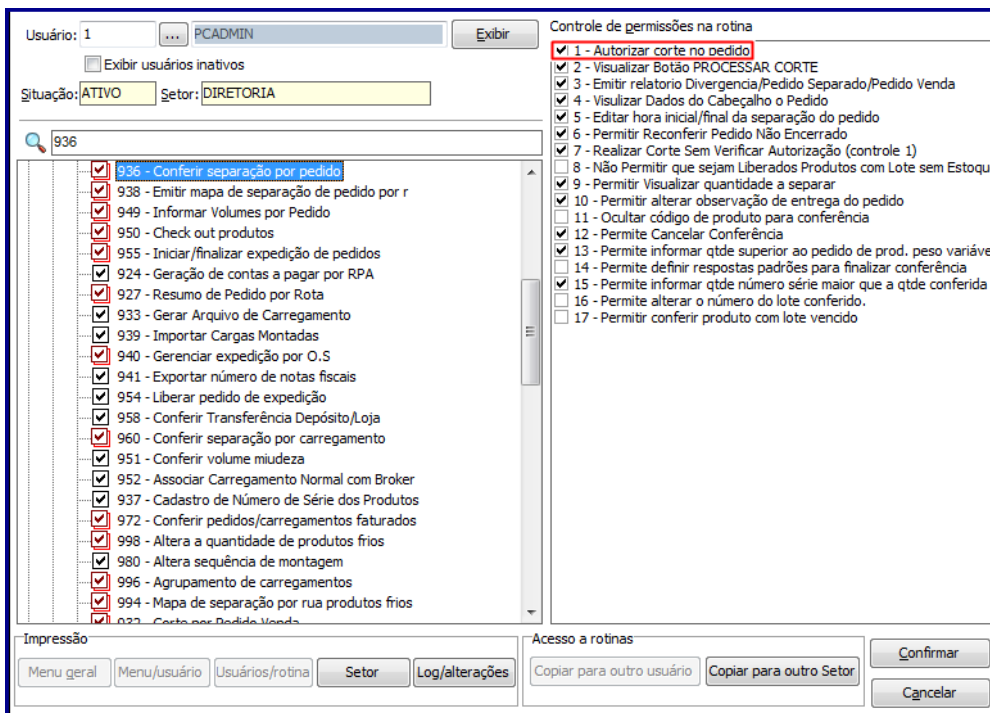 Usuário: 1 ... PCADMIN Exibir
Exibir usuários inativos
Situação: ATIVO Setor: DIRETORIA
936
936 - Conferir separação por pedido
938 - Emitir mapa de separação de pedido por r
949 - Informar Volumes por Pedido
950 - Check out produtos
955 - Iniciar/finalizar expedição de pedidos
924 - Geração de contas a pagar por RPA
927 - Resumo de Pedido por Rota
933 - Gerar Arquivo de Carregamento
939 - Importar Cargas Montadas
940 - Gerenciar expedição por O.S
941 - Exportar número de notas fiscais
954 - Liberar pedido de expedição
958 - Conferir Transferência Depósito/Loja
960 - Conferir separação por carregamento
951 - Conferir volume miudeza
952 - Associar Carregamento Normal com Broker
937 - Cadastro de Número de Série dos Produtos
972 - Conferir pedidos/carregamentos faturados
998 - Altera a quantidade de produtos frios
980 - Altera sequência de montagem
996 - Agrupamento de carregamentos
994 - Mapa de separação por rua produtos frios
932 - Corte por Pedido Venda
Controle de permissões na rotina
1 - Autorizar corte no pedido
2 - Visualizar Botão PROCESSAR CORTE
3 - Emitir relatorio Divergencia/Pedido Separado/Pedido Venda
4 - Visulizar Dados do Cabeçalho o Pedido
5 - Editar hora inicial/final da separação do pedido
6 - Permitir Reconferir Pedido Não Encerrado
7 - Realizar Corte Sem Verificar Autorização (controle 1)
8 - Não Permitir que sejam Liberados Produtos com Lote sem Estoqu
9 - Permitir Visualizar quantidade a separar
10 - Permitir alterar observação de entrega do pedido
11 - Ocultar código de produto para conferência
12 - Permite Cancelar Conferência
13 - Permite informar qtde superior ao pedido de prod. peso variáve
14 - Permite definir respostas padrões para finalizar conferência
15 - Permite informar qtde número série maior que a qtde conferida
16 - Permite alterar o número do lote conferido.
17 - Permitir conferir produto com lote vencido
Impressão
Menu geral Menu/usuário Usuários/rotina Setor Log/alterações
Acesso a rotinas
Copiar para outro usuário Copiar para outro Setor
Confirmar
Cancelar